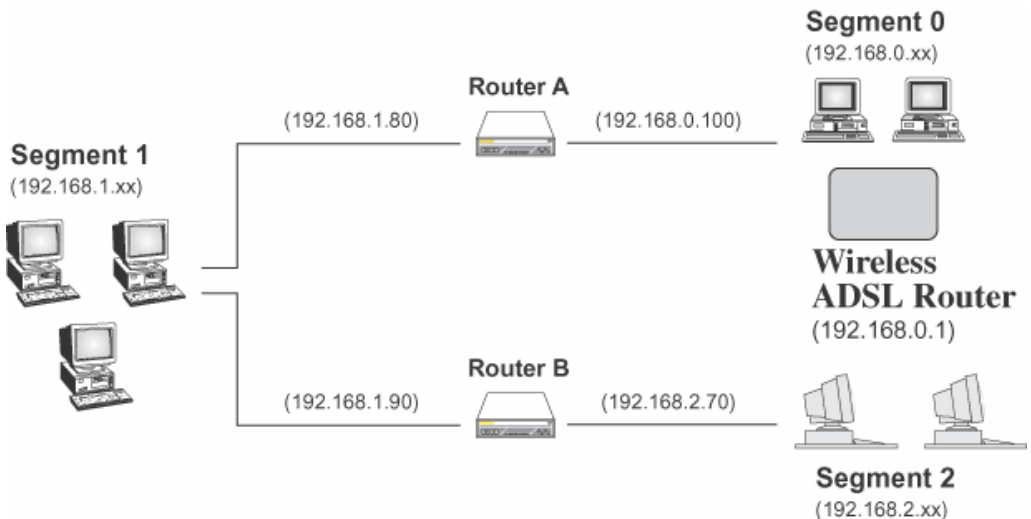 Segment 0
(192.168.0.xx)
Router A
(192.168.1.80)
(192.168.0.100)
Segment 1
(192.168.1.xx)
Wireless
ADSL Router
(192.168.0.1)
Router B
(192.168.1.90)
(192.168.2.70)
Segment 2
(192.168.2.xx)